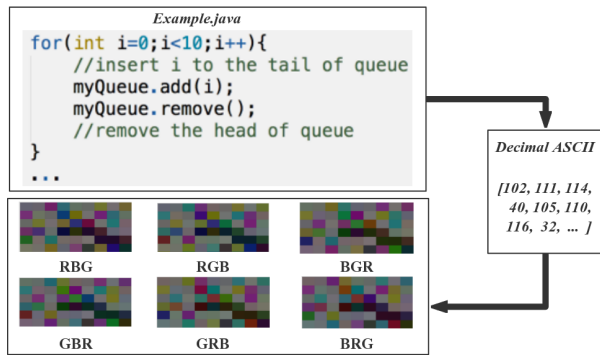 Example.java
for(int i=0;i<10;i++){
//insert i to the tail of queue
myQueue.add(i);
myQueue.remove();
//remove the head of queue
}
...
Decimal ASCII
[102, 111, 114,
40, 105, 110,
116, 32, ... ]
RBG RGB BGR
GBR GRB BRG